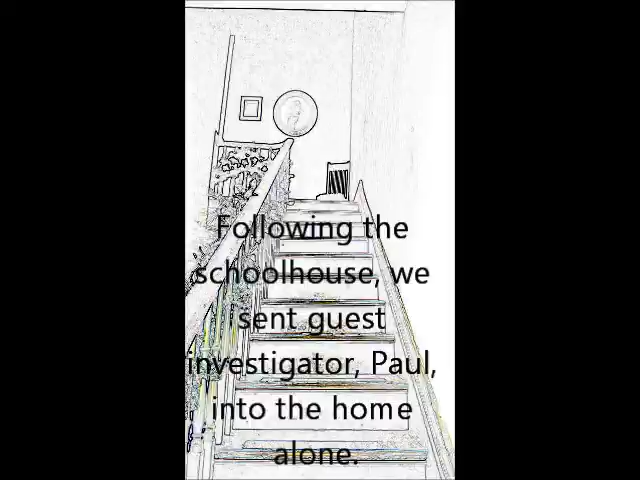 Following the
schoolhouse, we
sent guest
investigator, Paul,
into the home
alone.